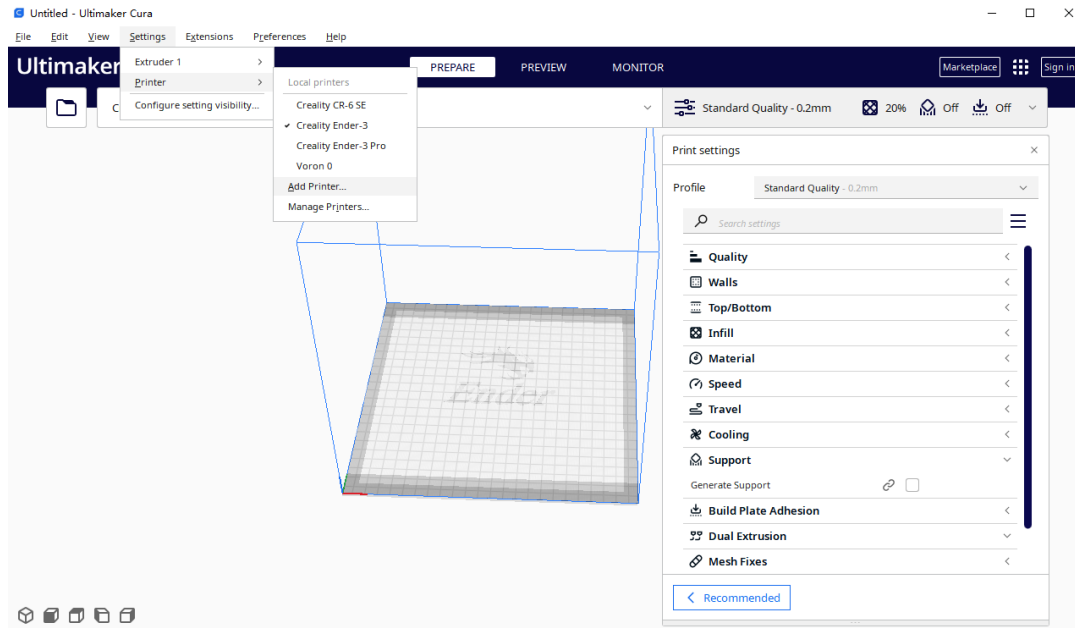 Untitled - Ultimaker Cura
File Edit View Settings Extensions Preferences Help
Ultimaker
PREPARE PREVIEW MONITOR
Marketplace Sign in
Extruder 1
Printer
Configure setting visibility...
Local printers
Creality CR-6 SE
Creality Ender-3
Creality Ender-3 Pro
Voron 0
Add Printer...
Manage Printers...
C
Standard Quality - 0.2mm 20% Off Off
Print settings
Profile Standard Quality - 0.2mm
Search settings
Quality
Walls
Top/Bottom
Infill
Material
Speed
Travel
Cooling
Support
Generate Support
Build Plate Adhesion
Dual Extrusion
Mesh Fixes
Recommended
Ender